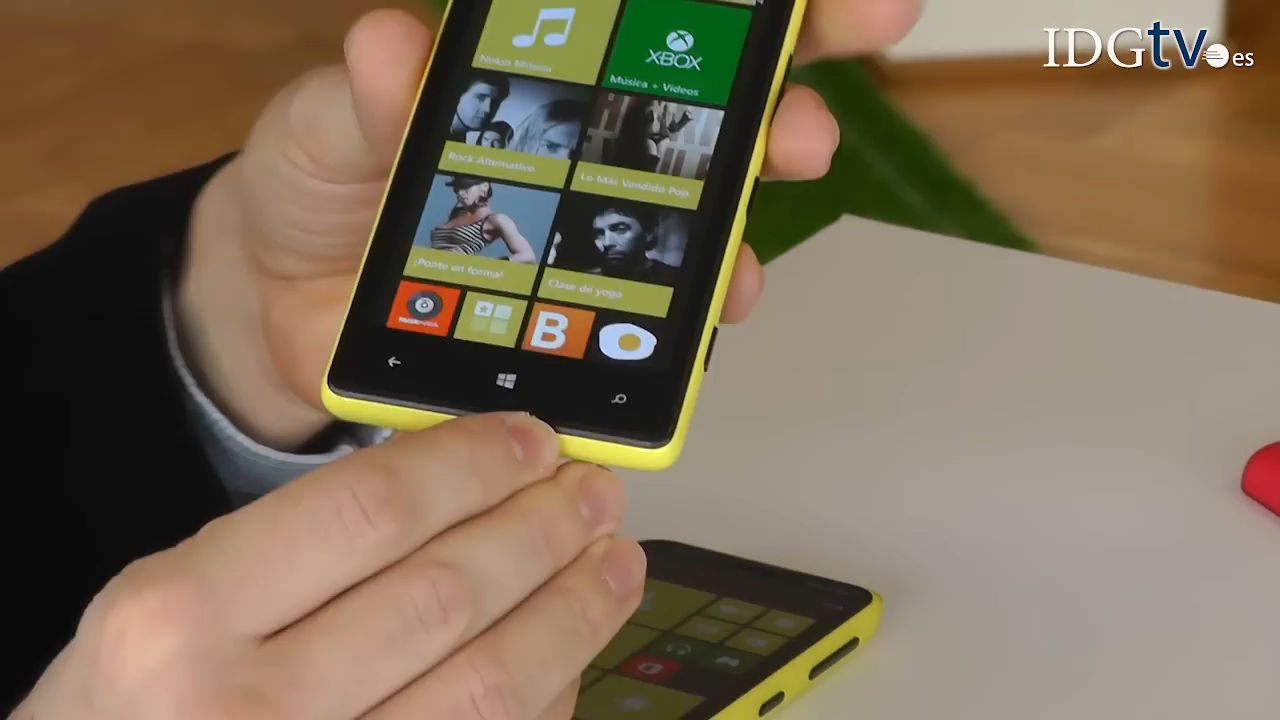 IDGtv.es
Nokia Música
XBOX
Música + Vídeos
Rock Alternativo
Lo Más Vendido Pop
¡Ponte en forma!
Clase de yoga
B